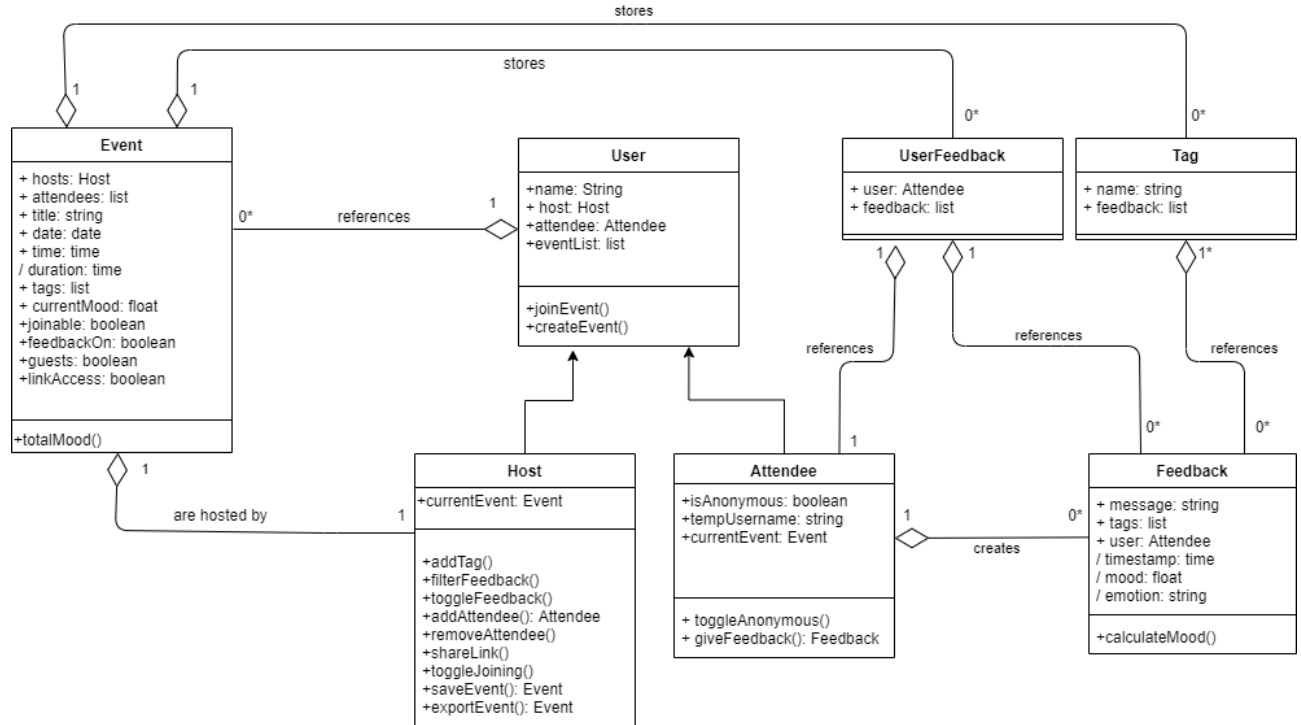 stores
stores
1
1
0*
0*
Event
+ hosts: Host
+ attendees: list
+ title: string
+ date: date
+ time: time
/ duration: time
+ tags: list
+ currentMood: float
+joinable: boolean
+feedbackOn: boolean
+guests: boolean
+linkAccess: boolean
+totalMood()
0*
references
1
User
+name: String
+ host: Host
+attendee: Attendee
+eventList: list
+joinEvent()
+createEvent()
UserFeedback
+ user: Attendee
+ feedback: list
Tag
+ name: string
+ feedback: list
1
1
1*
references
references
references
1
0*
0*
1
are hosted by
1
Host
+currentEvent: Event
+addTag()
+filterFeedback()
+toggleFeedback()
+addAttendee(): Attendee
+removeAttendee()
+shareLink()
+toggleJoining()
+saveEvent(): Event
+exportEvent(): Event
Attendee
+isAnonymous: boolean
+tempUsername: string
+currentEvent: Event
+ toggleAnonymous()
+ giveFeedback(): Feedback
1
creates
0*
Feedback
+ message: string
+ tags: list
+ user: Attendee
/ timestamp: time
/ mood: float
/ emotion: string
+calculateMood()